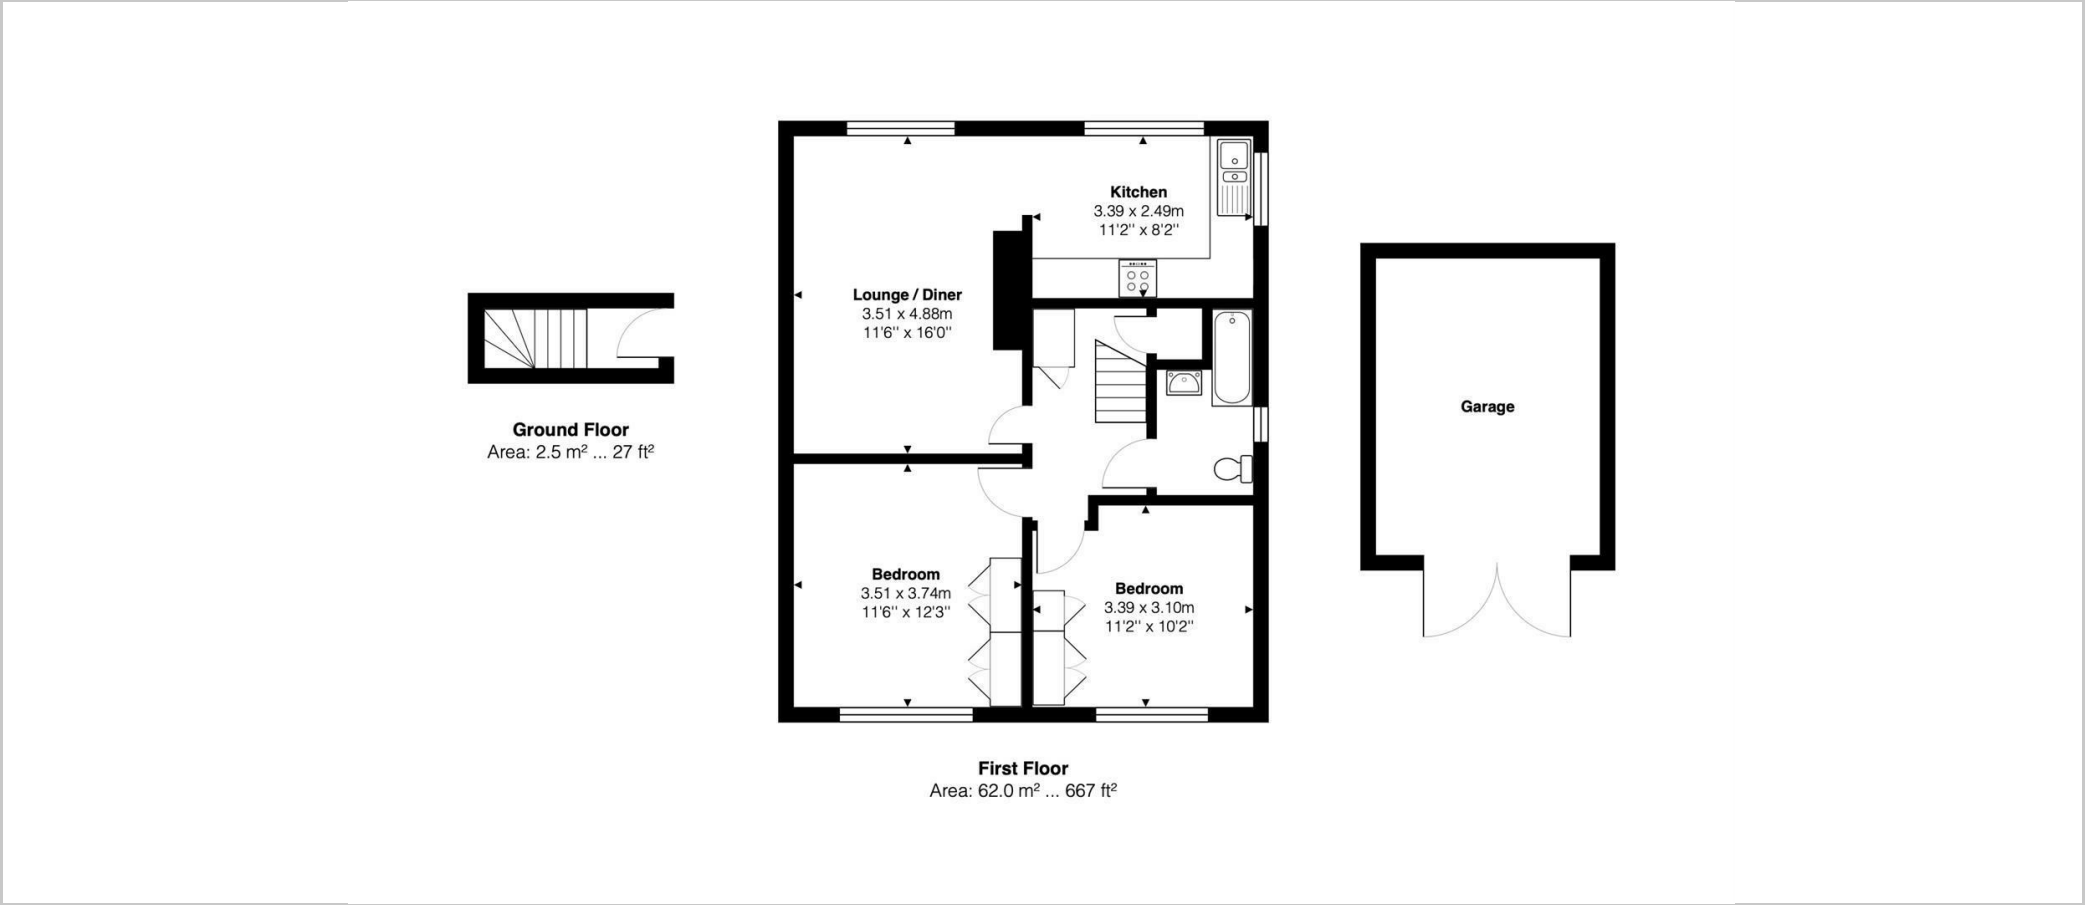 Kitchen
3.39 x 2.49m
11'2'' x 8'2''
Lounge / Diner
3.51 x 4.88m
11'6'' x 16'0''
Garage
Ground Floor
Area: 2.5 m² ... 27 ft²
Bedroom
3.51 x 3.74m
11'6'' x 12'3''
Bedroom
3.39 x 3.10m
11'2'' x 10'2''
First Floor
Area: 62.0 m² ... 667 ft²